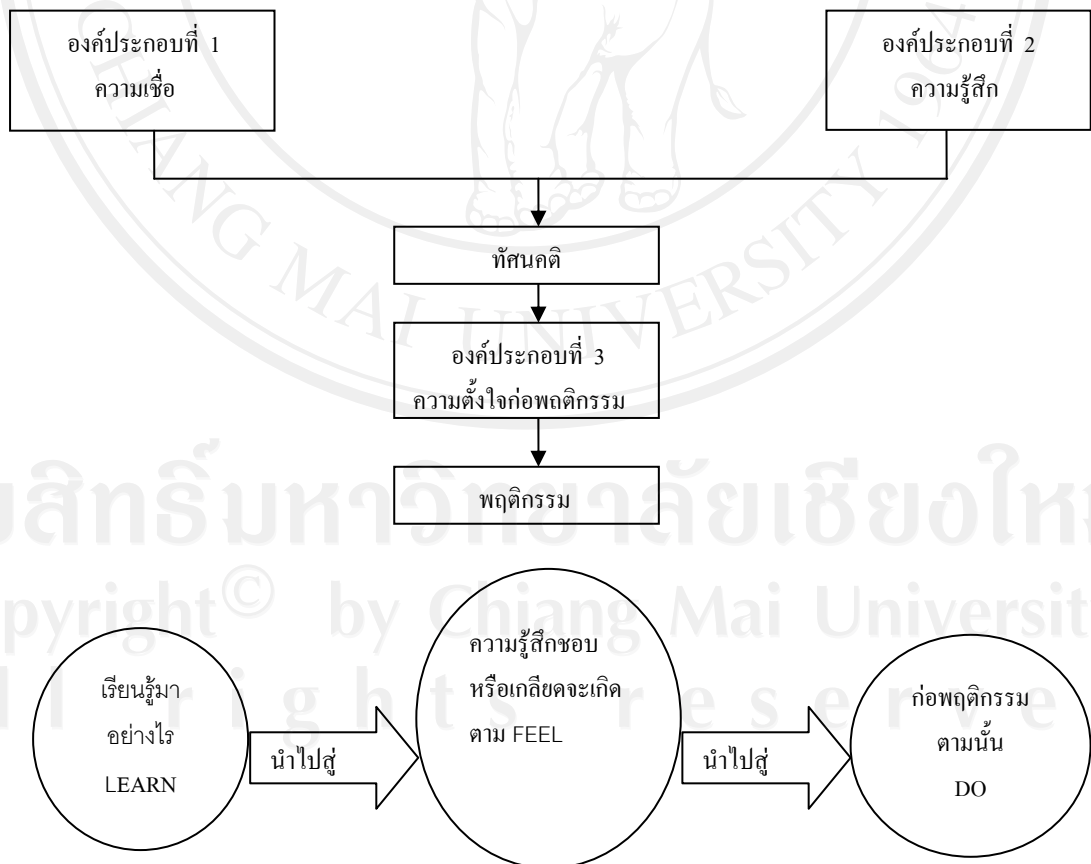 องค์ประกอบที่ 1
ความเชื่อ
องค์ประกอบที่ 2
ความรู้สึก
ทัศนคติ
องค์ประกอบที่ 3
ความตั้งใจก่อพฤติกรรม
พฤติกรรม
เรียนรู้มา
อย่างไร
LEARN
นำไปสู่
ความรู้สึกชอบ
หรือเกลียดจะเกิด
ตาม FEEL
นำไปสู่
ก่อพฤติกรรม
ตามนั้น
DO
CHIANG MAI UNIVERSITY 1964
สิทธิ์มหาวิทยาลัยเชียงใหม่
pyright© by Chiang Mai Universit
l l r i g h t s r e s e r v e